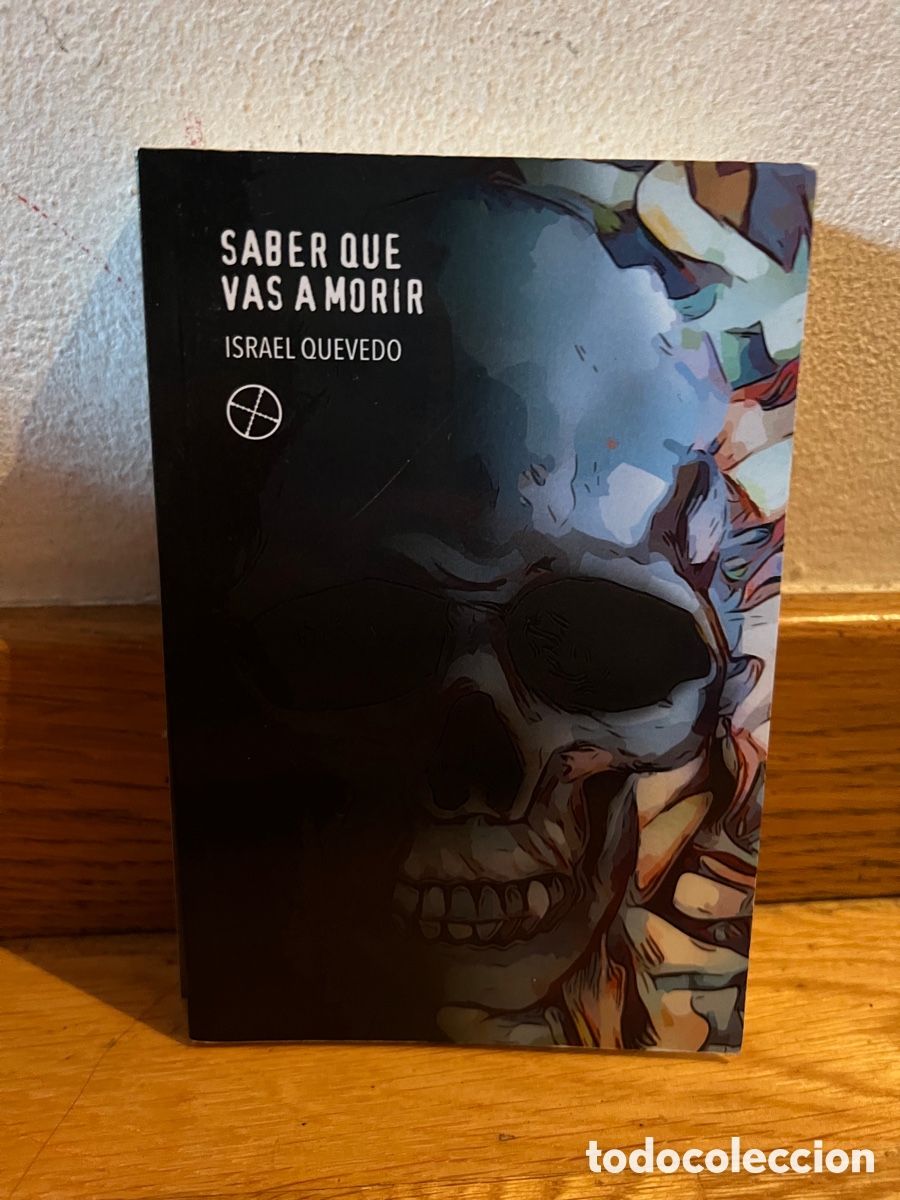 SABER QUE
VAS A MORIR
ISRAEL QUEVEDO
todocoleccion